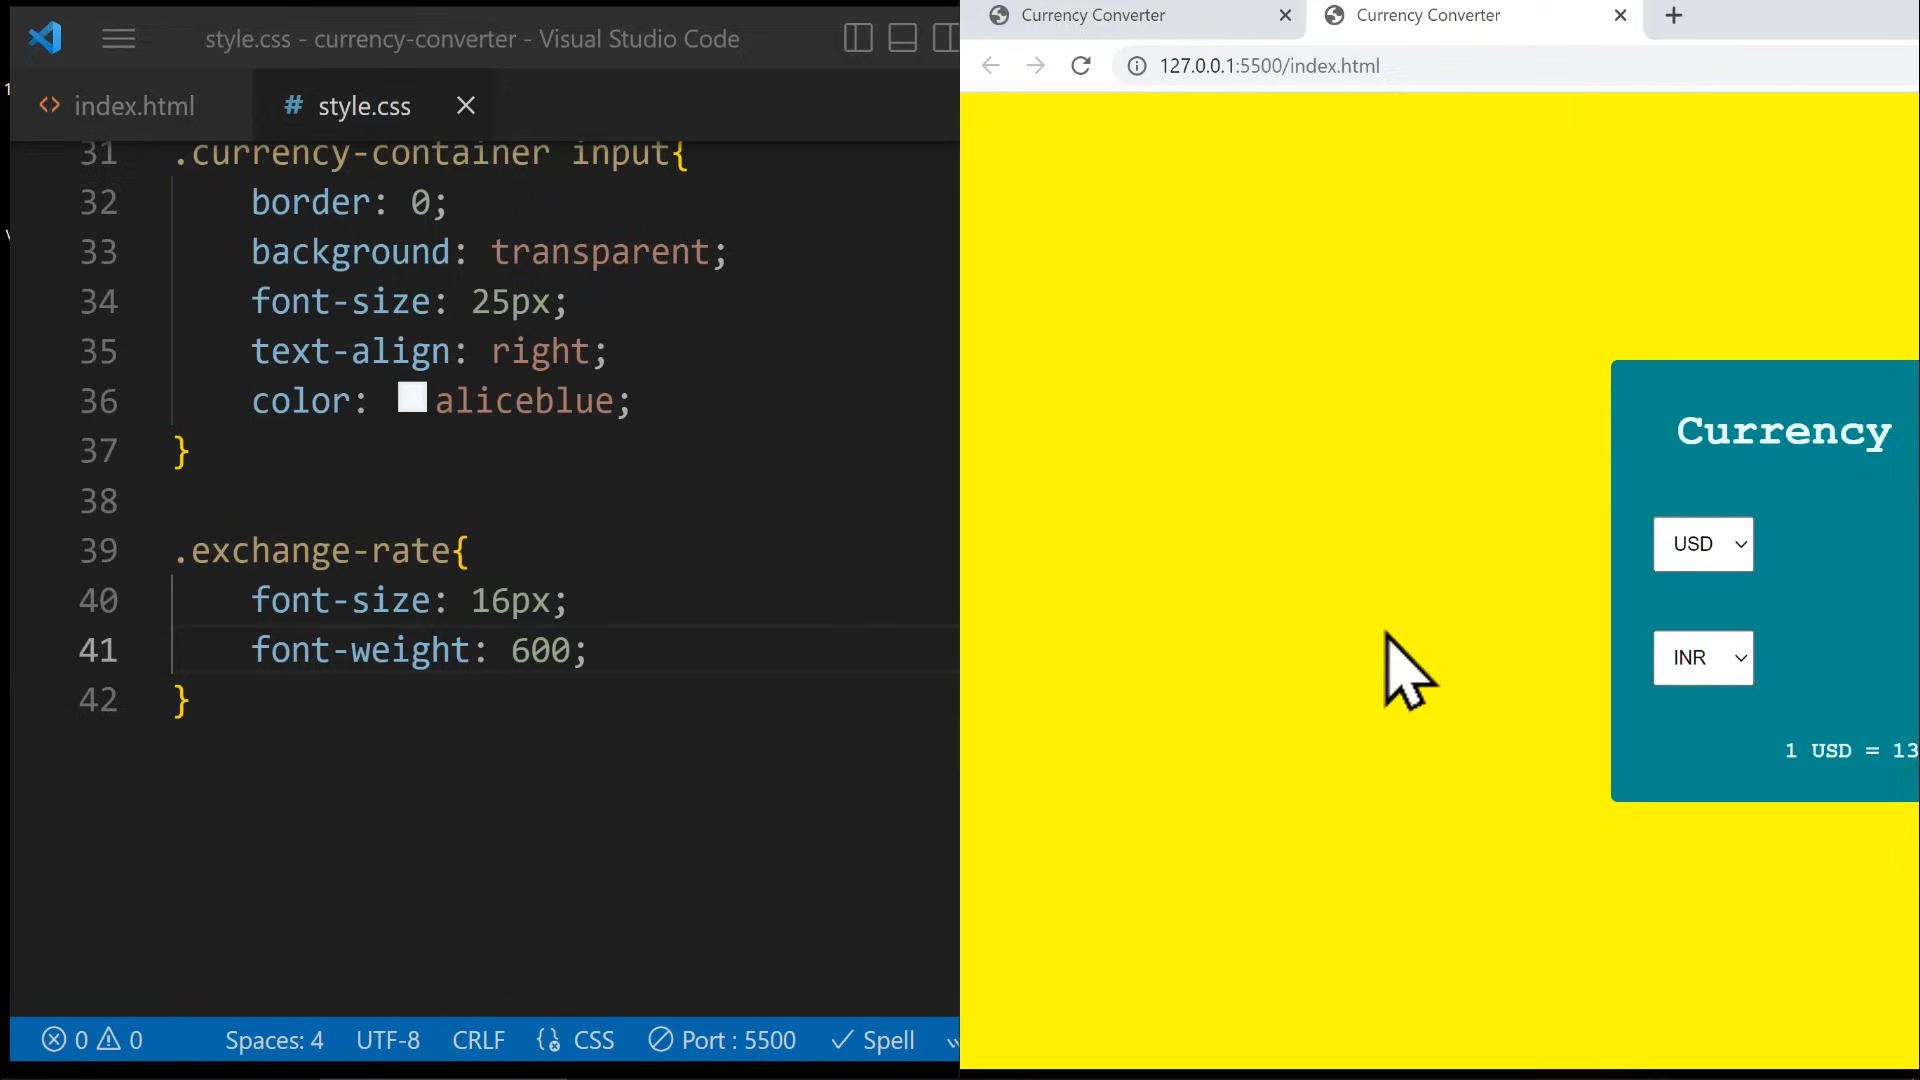 style.css - currency-converter - Visual Studio Code
index.html
# style.css
31 .currency-container input{
32 border: 0;
33 background: transparent;
34 font-size: 25px;
35 text-align: right;
36 color: aliceblue;
37 }
38
39 .exchange-rate{
40 font-size: 16px;
41 font-weight: 600;
42 }
0 0 Spaces: 4 UTF-8 CRLF CSS Port : 5500 Spell
Currency Converter
Currency Converter
127.0.0.1:5500/index.html
Currency
USD
INR
1 USD = 13